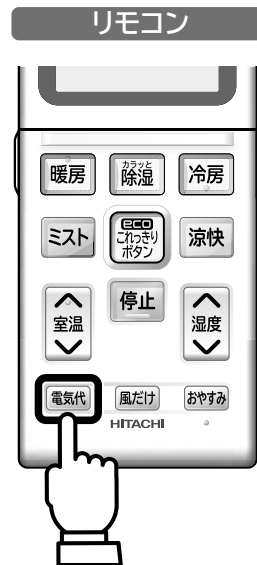 リモコン
暖房
カラッと
除湿
冷房
ミスト
eco
これっきり
ボタン
涼快
室温
停止
湿度
電気代
風だけ
おやすみ
HITACHI